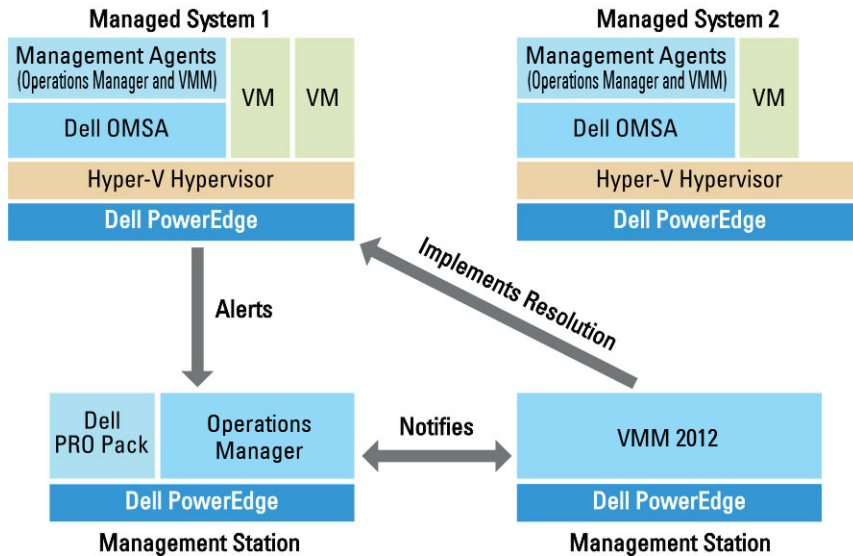 Managed System 1
Management Agents
(Operations Manager and VMM)
Dell OMSA
VM
VM
Hyper-V Hypervisor
Dell PowerEdge
Managed System 2
Management Agents
(Operations Manager and VMM)
Dell OMSA
VM
Hyper-V Hypervisor
Dell PowerEdge
Alerts
Implements Resolution
Dell
PRO Pack
Operations
Manager
Dell PowerEdge
Management Station
Notifies
VMM 2012
Dell PowerEdge
Management Station